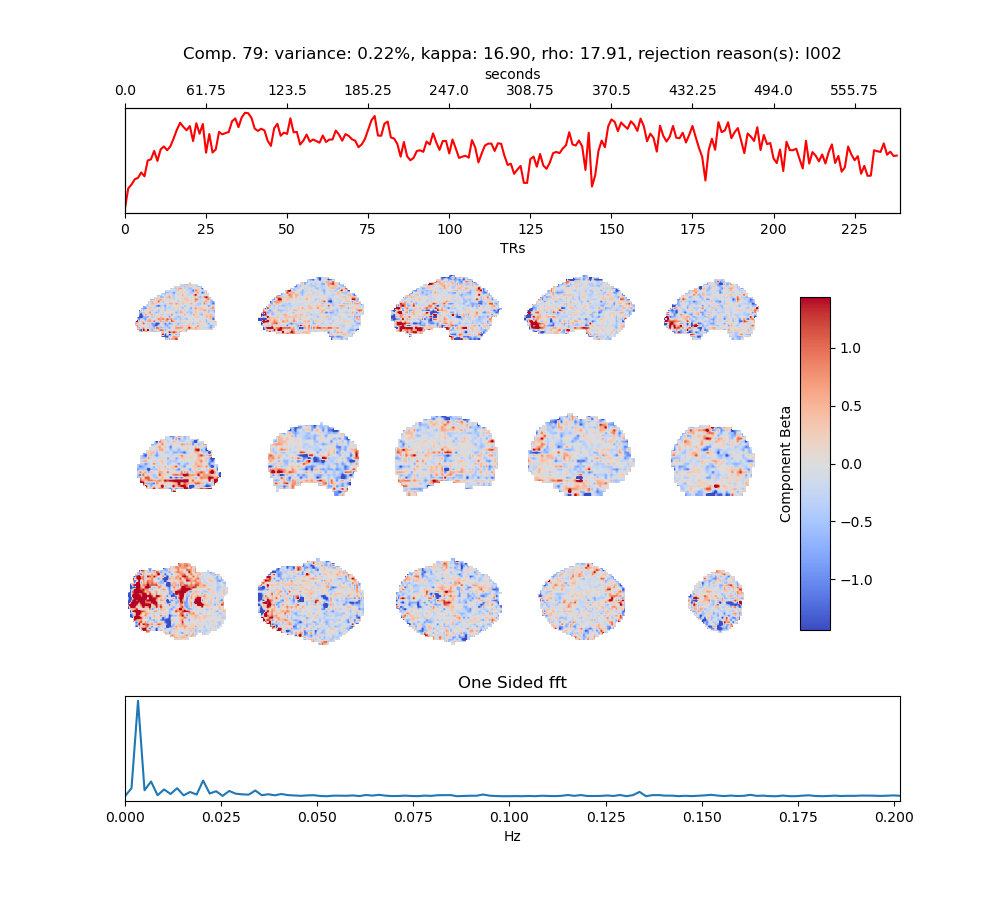 Comp. 79: variance: 0.22%, kappa: 16.90, rho: 17.91, rejection reason(s): I002
seconds
0.0 61.75 123.5 185.25 247.0 308.75 370.5 432.25 494.0 555.75
0 25 50 75 100 125 150 175 200 225
TRs
1.0
0.5
0.0
−0.5
−1.0
Component Beta
One Sided fft
0.000 0.025 0.050 0.075 0.100 0.125 0.150 0.175 0.200
Hz